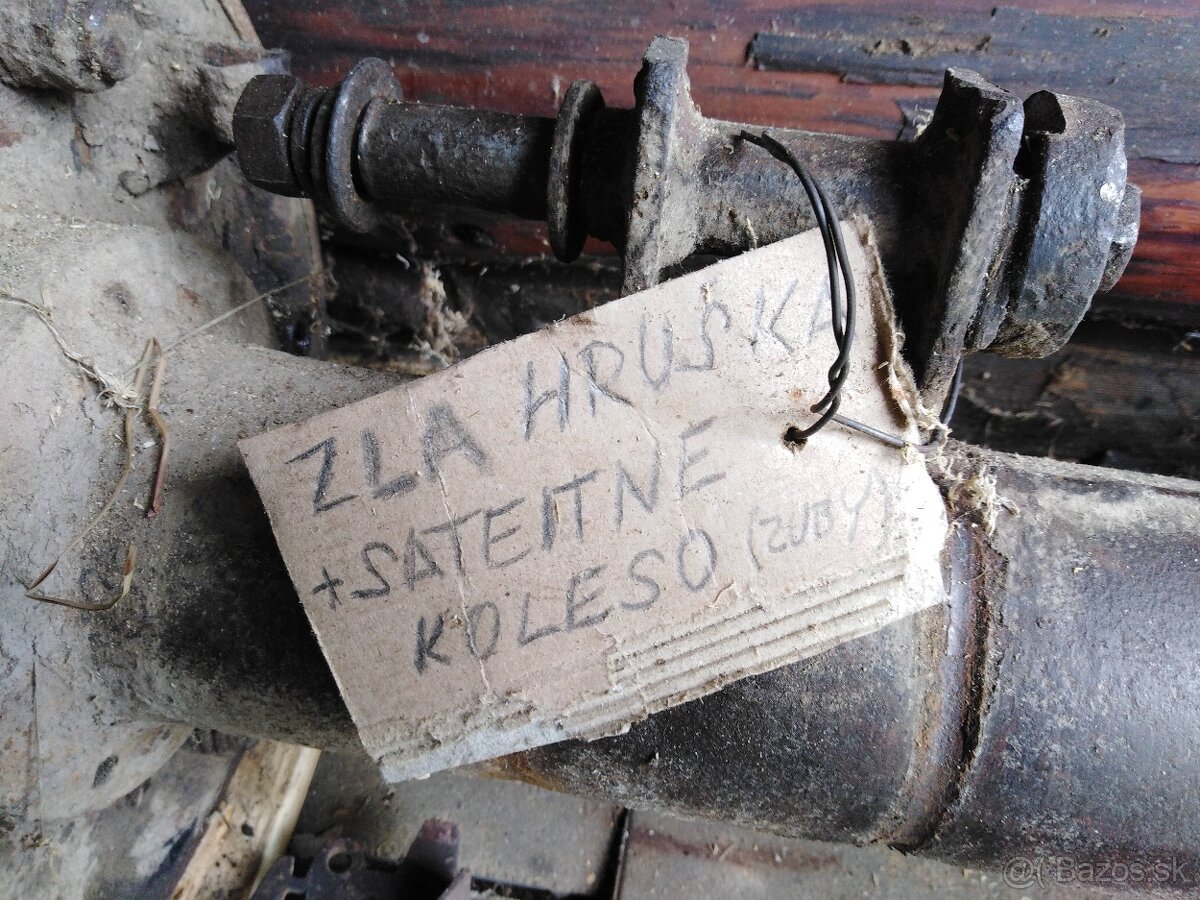 ZLA HRUŠKA
+SATEITNE
KOLESO (ZUBY)
@( Bazos.sk